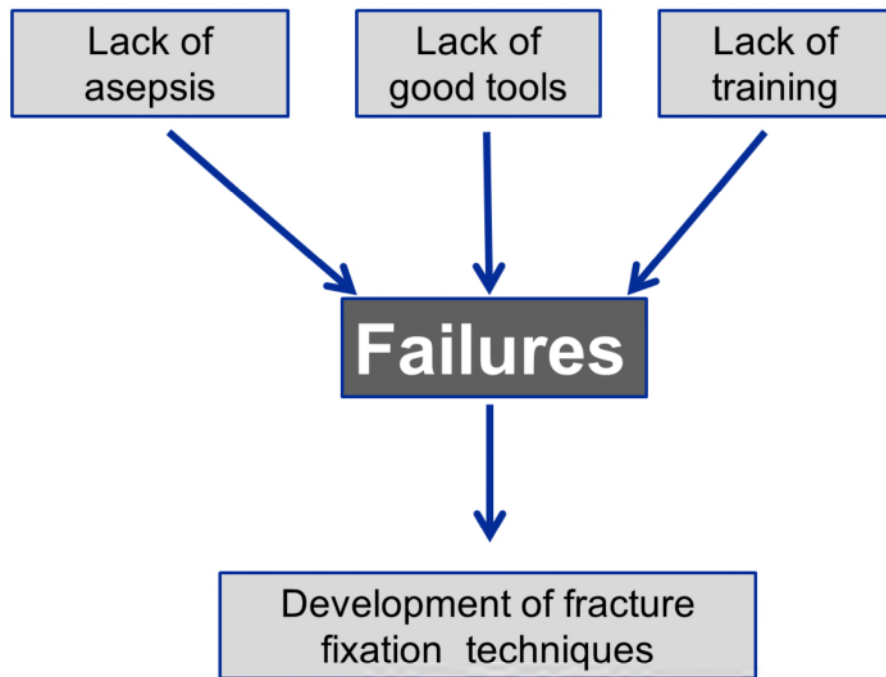 Lack of
asepsis
Lack of
good tools
Lack of
training
Failures
Development of fracture
fixation techniques